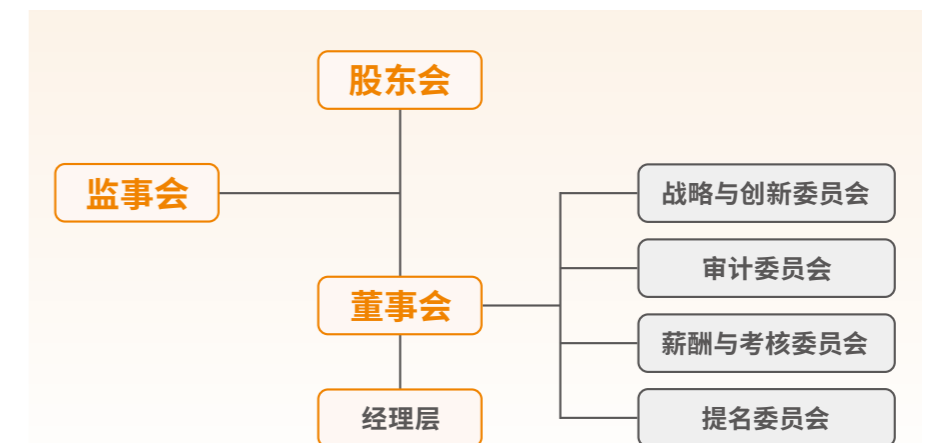 股东会
监事会
战略与创新委员会
审计委员会
董事会
薪酬与考核委员会
经理层
提名委员会